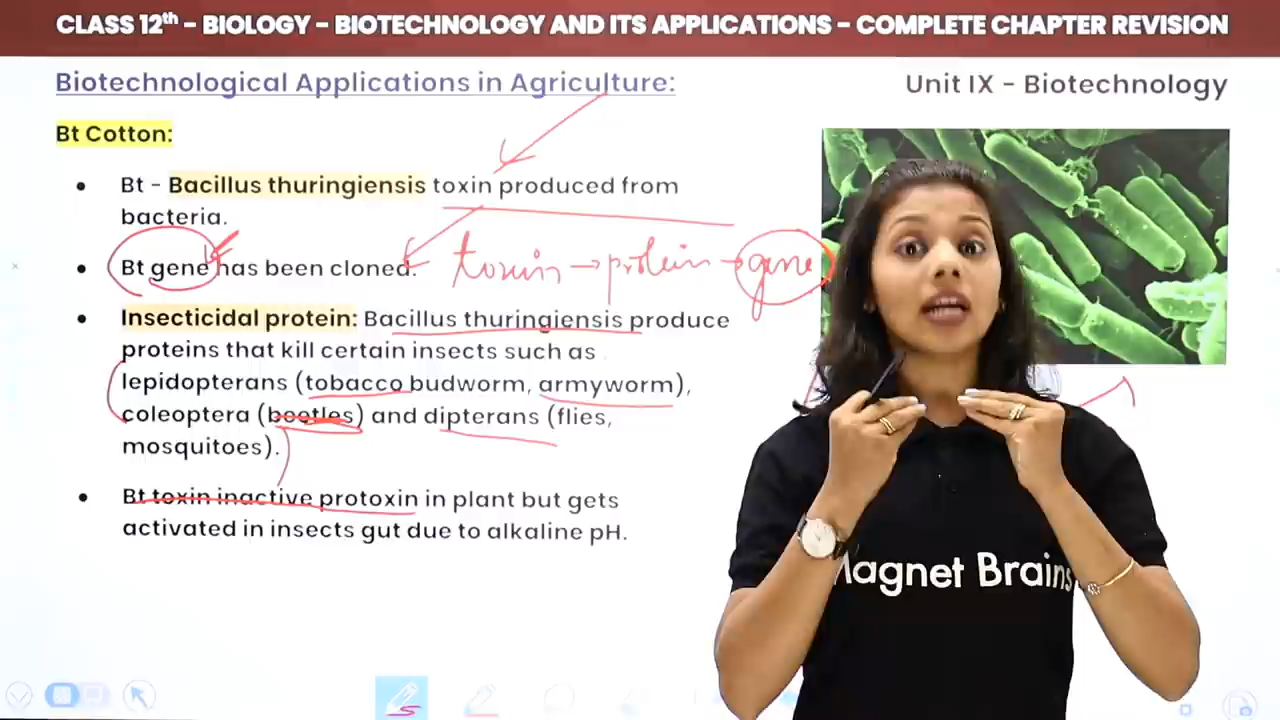 CLASS 12th - BIOLOGY - BIOTECHNOLOGY AND ITS APPLICATIONS - COMPLETE CHAPTER REVISION
Biotechnological Applications in Agriculture:
Unit IX - Biotechnology
Bt Cotton:
• Bt - Bacillus thuringiensis toxin produced from
bacteria.
• Bt gene has been cloned.
toxin → protein → gene
• Insecticidal protein: Bacillus thuringiensis produce
proteins that kill certain insects such as
lepidopterans (tobacco budworm, armyworm),
coleoptera (beetles) and dipterans (flies,
mosquitoes).
• Bt toxin inactive protoxin in plant but gets
activated in insects gut due to alkaline pH.
Magnet Brains